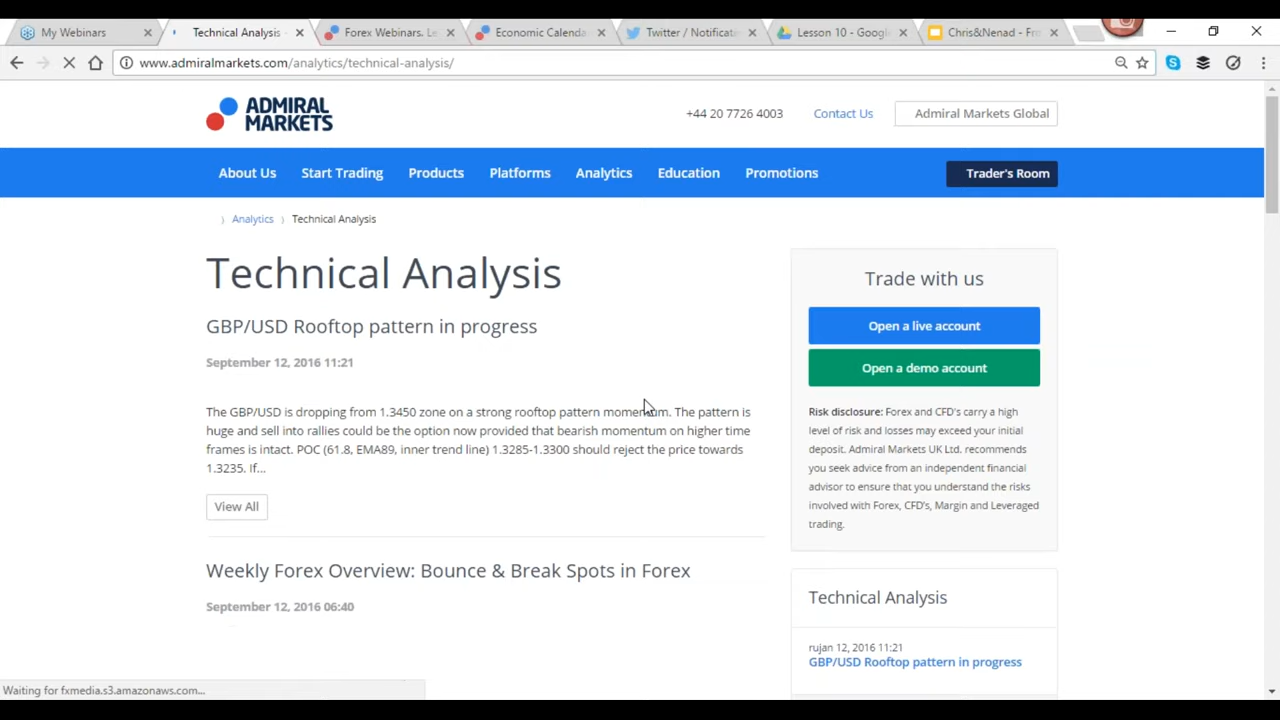 My Webinars
Technical Analysis -
Forex Webinars. Le
Economic Calenda
Twitter / Notificat
Lesson 10 - Googl
Chris&Nenad - Fr
www.admiralmarkets.com/analytics/technical-analysis/
ADMIRAL
MARKETS
+44 20 7726 4003
Contact Us
Admiral Markets Global
About Us
Start Trading
Products
Platforms
Analytics
Education
Promotions
Trader's Room
Analytics
Technical Analysis
Technical Analysis
GBP/USD Rooftop pattern in progress
September 12, 2016 11:21
The GBP/USD is dropping from 1.3450 zone on a strong rooftop pattern momentum. The pattern is
huge and sell into rallies could be the option now provided that bearish momentum on higher time
frames is intact. POC (61.8, EMA89, inner trend line) 1.3285-1.3300 should reject the price towards
1.3235. If...
View All
Weekly Forex Overview: Bounce & Break Spots in Forex
September 12, 2016 06:40
Trade with us
Open a live account
Open a demo account
Risk disclosure: Forex and CFD's carry a high
level of risk and losses may exceed your initial
deposit. Admiral Markets UK Ltd. recommends
you seek advice from an independent financial
advisor to ensure that you understand the risks
involved with Forex, CFD's, Margin and Leveraged
trading.
Technical Analysis
rujan 12, 2016 11:21
GBP/USD Rooftop pattern in progress
Waiting for fxmedia.s3.amazonaws.com...